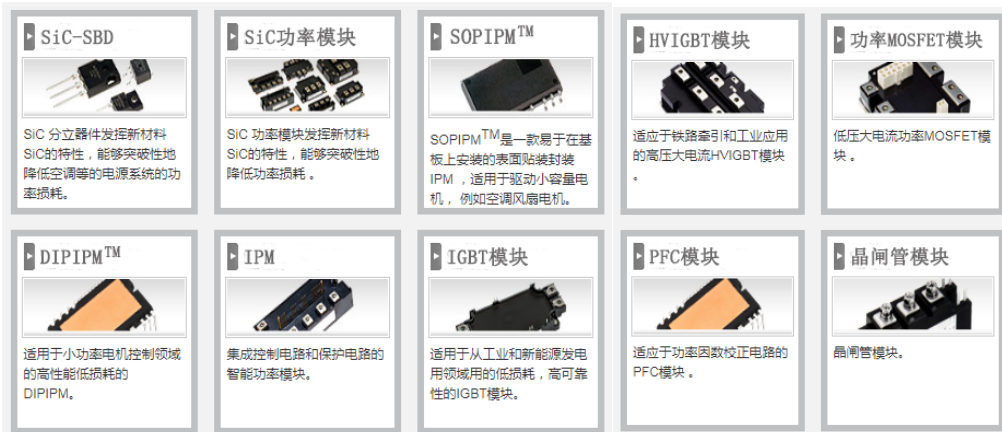 SiC-SBD
SiC 分立器件发挥新材料
SiC的特性，能够突破性地
降低空调等的电源系统的功
率损耗。
SiC功率模块
SiC 功率模块发挥新材料
SiC的特性，能够突破性地
降低功率损耗 。
SOPIPM™
SOPIPM™是一款易于在基
板上安装的表面贴装封装
IPM ，适用于驱动小容量电
机， 例如空调风扇电机。
HVIGBT模块
适应于铁路牵引和工业应用
的高压大电流HVIGBT模块
。
功率MOSFET模块
低压大电流功率MOSFET模
块 。
DIPIPM™
适用于小功率电机控制领域
的高性能低损耗的
DIPIPM。
IPM
集成控制电路和保护电路的
智能功率模块。
IGBT模块
适用于从工业和新能源发电
用领域用的低损耗，高可靠
性的IGBT模块。
PFC模块
适应于功率因数校正电路的
PFC模块 。
晶闸管模块
晶闸管模块。